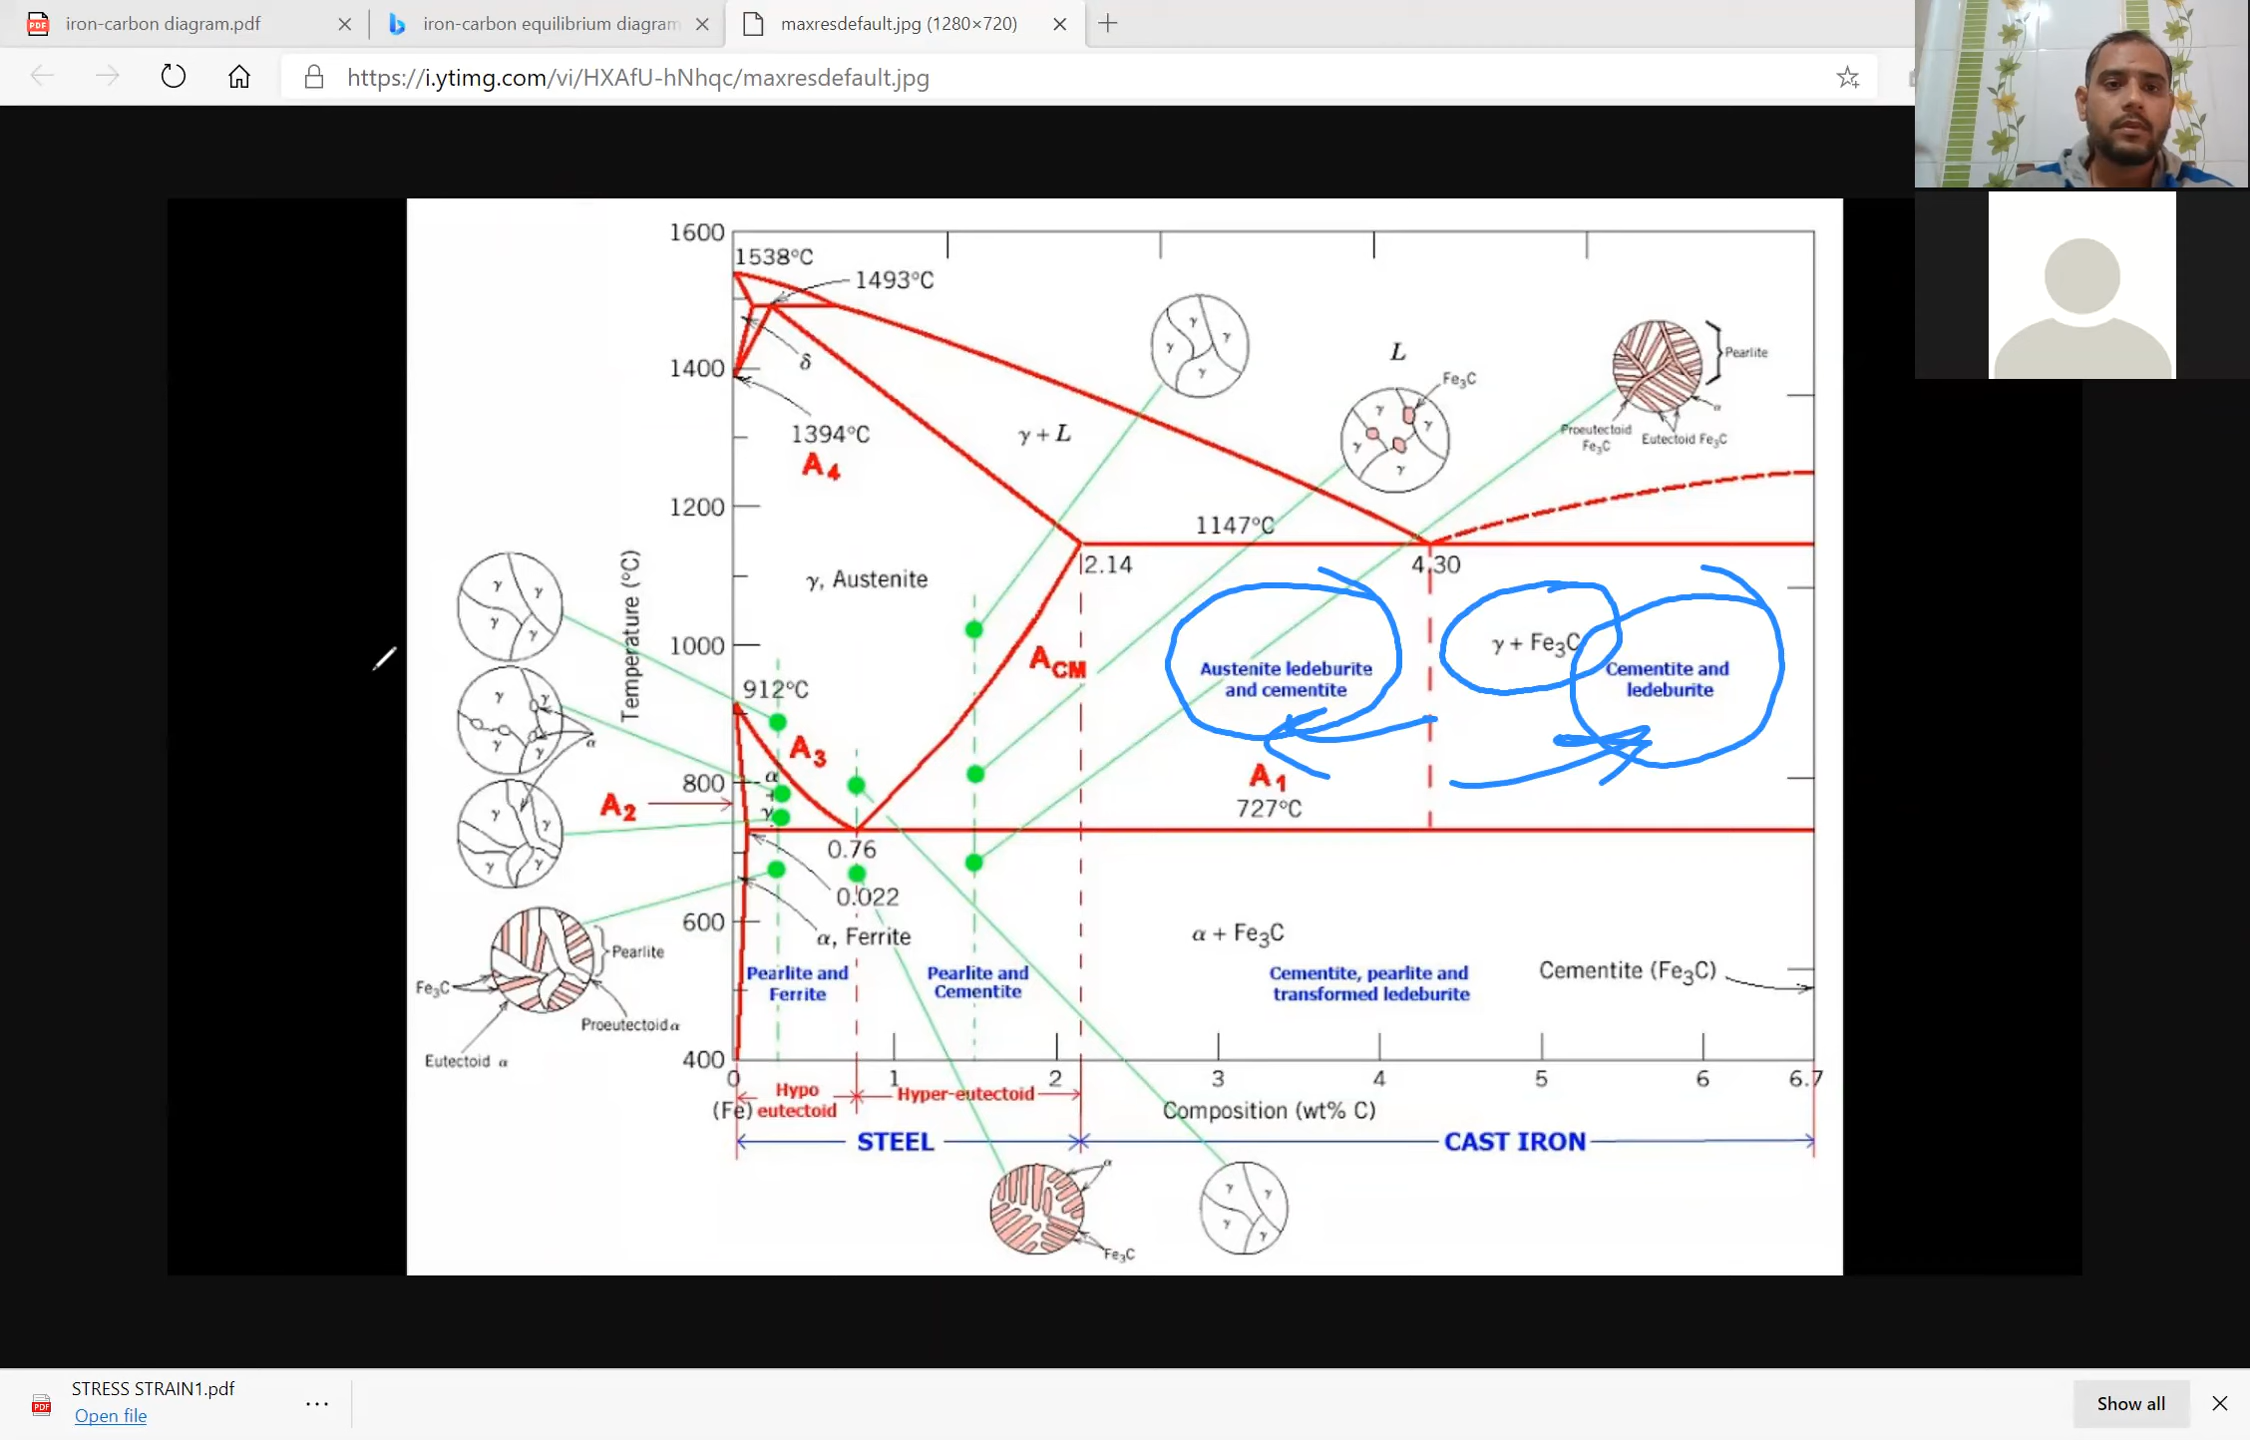 iron-carbon diagram.pdf
iron-carbon equilibrium diagram
maxresdefault.jpg (1280×720)
https://i.ytimg.com/vi/HXAfU-hNhqc/maxresdefault.jpg
1600
1538°C
1493°C
δ
1400
1394°C
A4
γ + L
L
γ
γ
γ
γ
Fe3C
γ
γ
γ
γ
Pearlite
α
Proeutectoid
Fe3C
Eutectoid Fe3C
1200
1147°C
2.14
4.30
γ, Austenite
Temperature (°C)
1000
ACM
Austenite ledeburite
and cementite
γ + Fe3C
Cementite and
ledeburite
γ
γ
γ
γ
912°C
A3
γ
γ
γ
γ
α
800
α
+
γ
A2
A1
727°C
γ
γ
γ
γ
0.76
0.022
600
α, Ferrite
α + Fe3C
Pearlite
Fe3C
Proeutectoid α
Eutectoid α
Pearlite and
Ferrite
Pearlite and
Cementite
Cementite, pearlite and
transformed ledeburite
Cementite (Fe3C)
400
0
1
2
3
4
5
6
6.7
(Fe)
Hypo
eutectoid
Hyper-eutectoid
Composition (wt% C)
STEEL
CAST IRON
α
Fe3C
γ
γ
γ
γ
STRESS STRAIN1.pdf
Open file
Show all